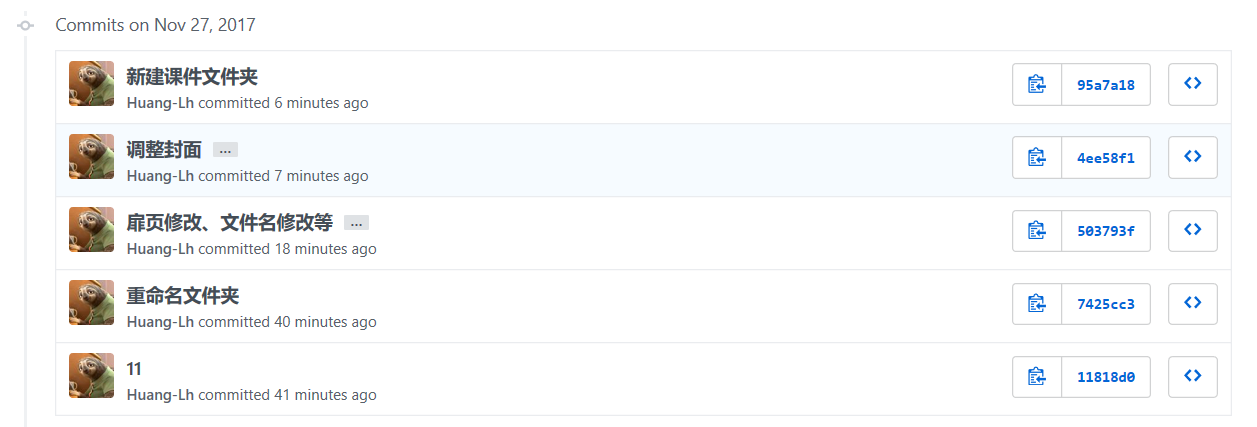 Commits on Nov 27, 2017
新建课件文件夹
95a7a18
Huang-Lh committed 6 minutes ago
调整封面 …
4ee58f1
Huang-Lh committed 7 minutes ago
扉页修改、文件名修改等 …
503793f
Huang-Lh committed 18 minutes ago
重命名文件夹
7425cc3
Huang-Lh committed 40 minutes ago
11
11818d0
Huang-Lh committed 41 minutes ago